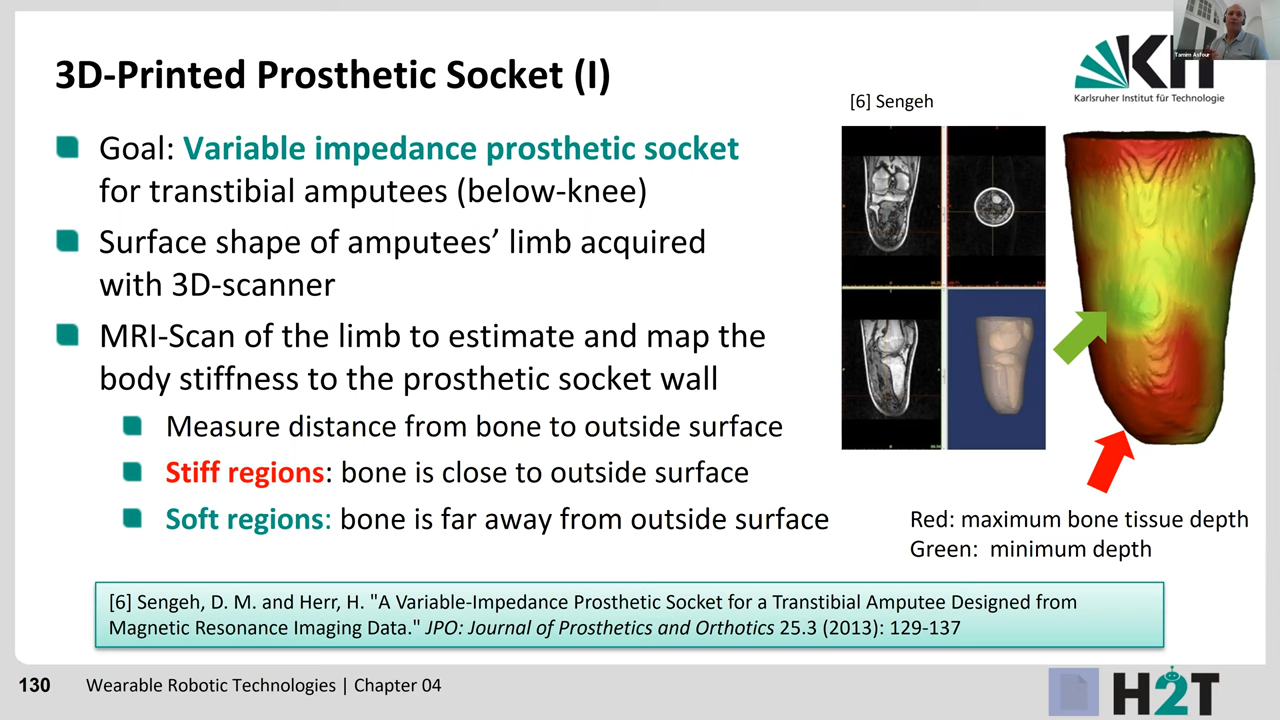 3D-Printed Prosthetic Socket (I)
Tamim Asfour
KIT
Karlsruher Institut für Technologie
[6] Sengeh
Goal: Variable impedance prosthetic socket
for transtibial amputees (below-knee)
Surface shape of amputees’ limb acquired
with 3D-scanner
MRI-Scan of the limb to estimate and map the
body stiffness to the prosthetic socket wall
Measure distance from bone to outside surface
Stiff regions: bone is close to outside surface
Soft regions: bone is far away from outside surface
Red: maximum bone tissue depth
Green: minimum depth
[6] Sengeh, D. M. and Herr, H. "A Variable-Impedance Prosthetic Socket for a Transtibial Amputee Designed from
Magnetic Resonance Imaging Data." JPO: Journal of Prosthetics and Orthotics 25.3 (2013): 129-137
130 Wearable Robotic Technologies | Chapter 04
H2T